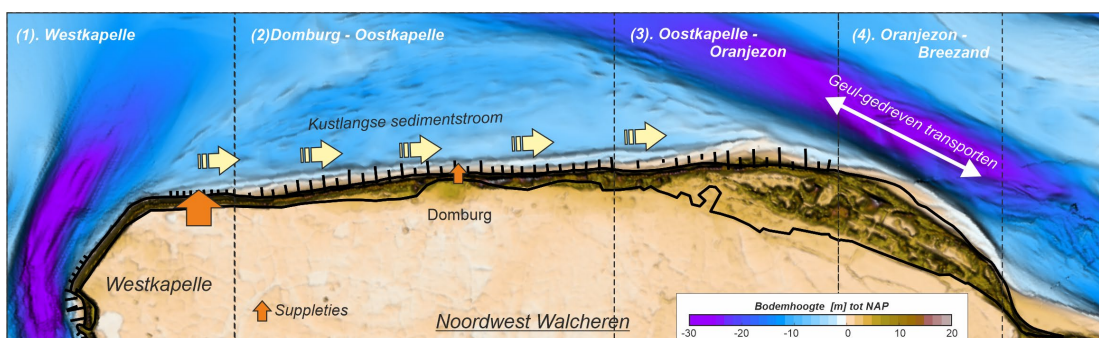 (1). Westkapelle
(2)Domburg - Oostkapelle
(3). Oostkapelle -
Oranjezon
(4). Oranjezon -
Breezand
Geul-gedreven transporten
Kustlangse sedimentstroom
Domburg
Westkapelle
Suppleties
Noordwest Walcheren
Bodemhoogte [m] tot NAP
-30 -20 -10 0 10 20